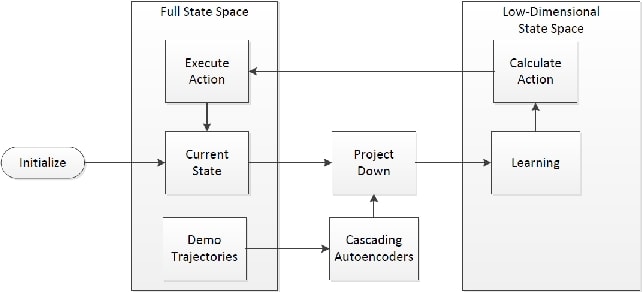 Full State Space
Low-Dimensional
State Space
Execute
Action
Calculate
Action
Initialize
Current
State
Project
Down
Learning
Demo
Trajectories
Cascading
Autoencoders